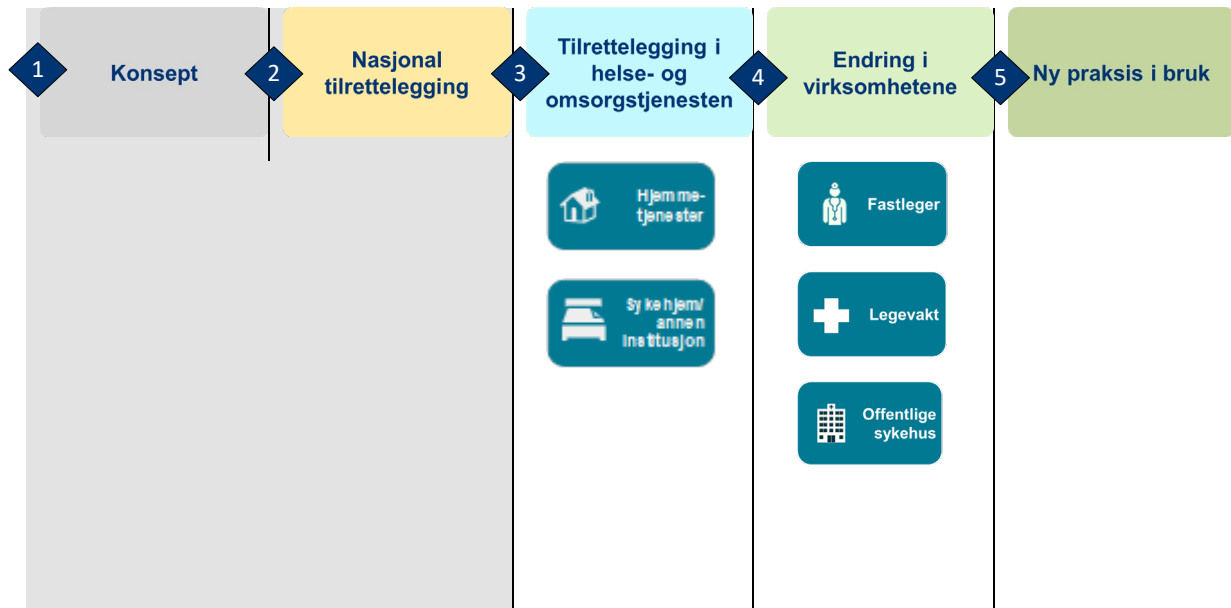 1
Konsept
2
Nasjonal
tilrettelegging
3
Tilrettelegging i
helse- og
omsorgstjenesten
4
Endring i
virksomhetene
5
Ny praksis i bruk
Hjemme-
tjenester
Sykehjem/
annen
institusjon
Fastleger
Legevakt
Offentlige
sykehus